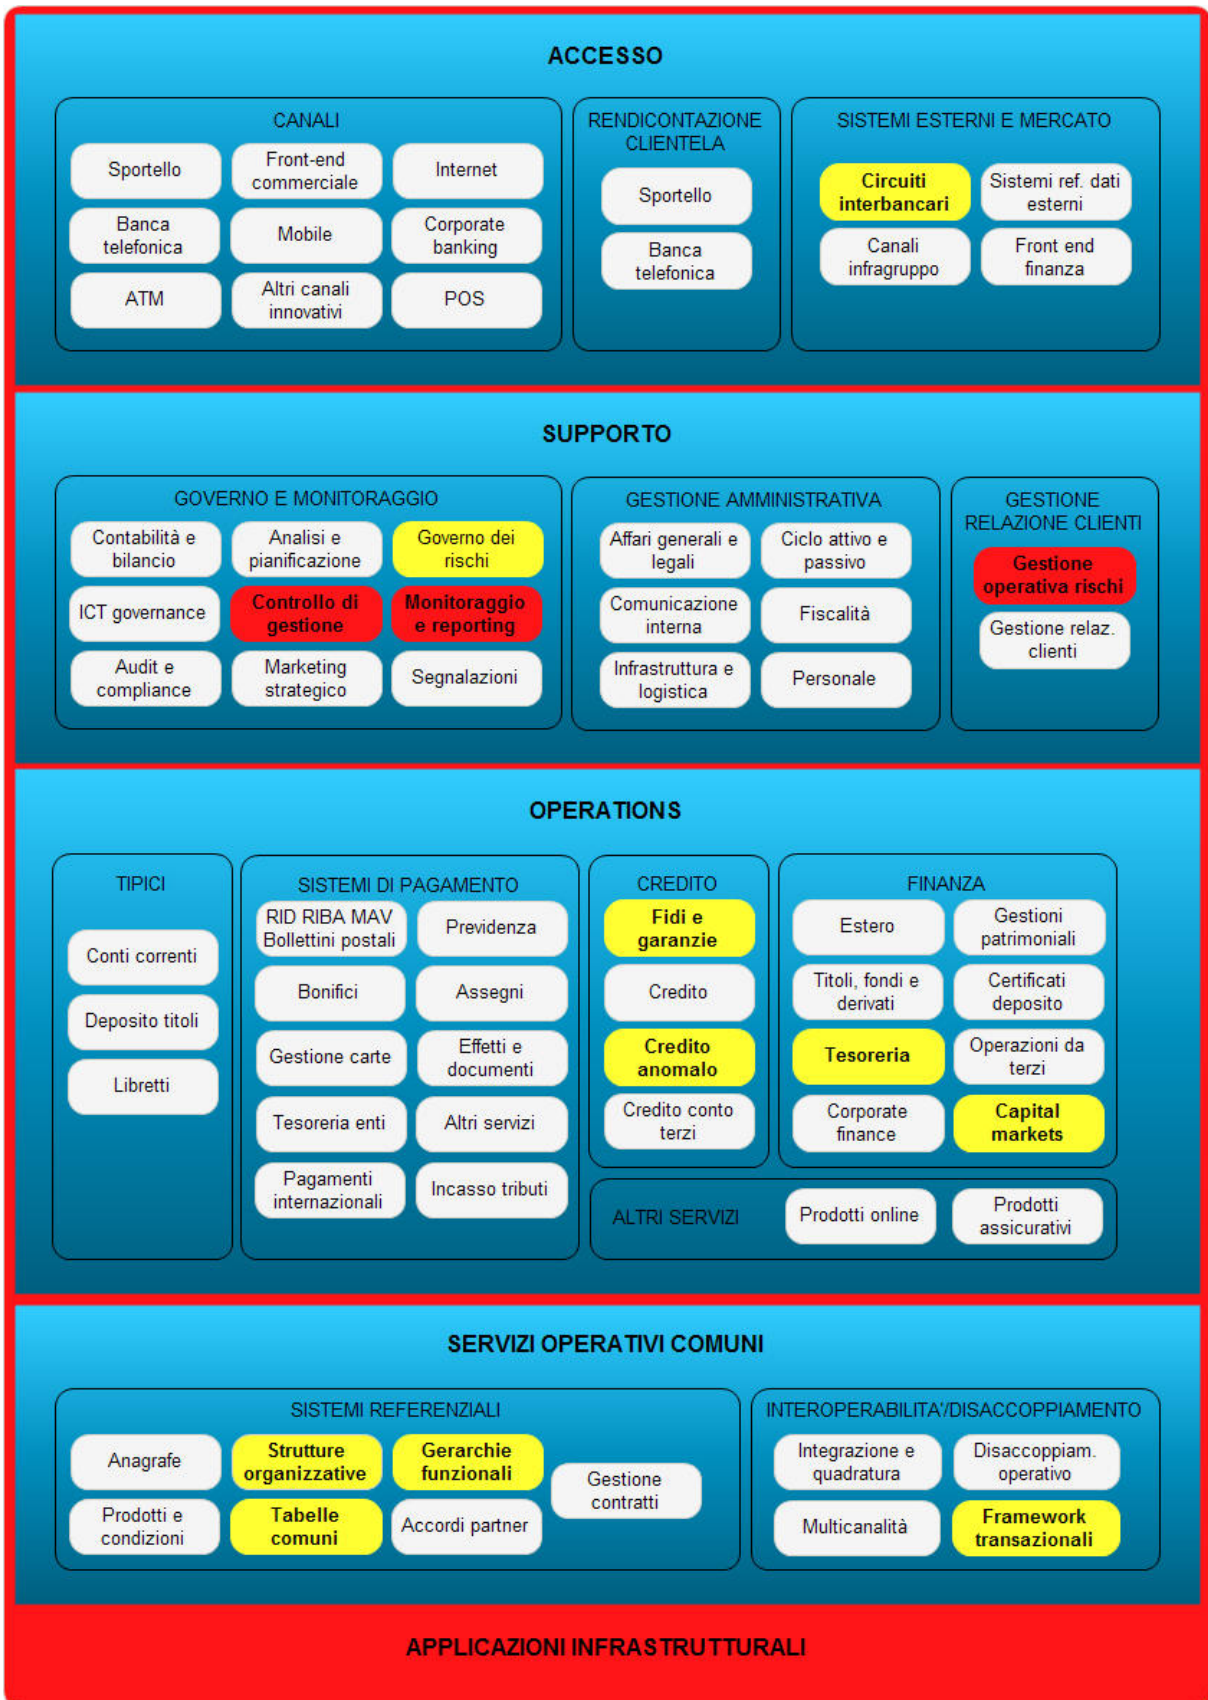 ACCESSO
CANALI
Sportello
Front-end
commerciale
Internet
Banca
telefonica
Mobile
Corporate
banking
ATM
Altri canali
innovativi
POS
RENDICONTAZIONE
CLIENTELA
Sportello
Banca
telefonica
SISTEMI ESTERNI E MERCATO
Circuiti
interbancari
Sistemi ref. dati
esterni
Canali
infragruppo
Front end
finanza
SUPPORTO
GOVERNO E MONITORAGGIO
Contabilità e
bilancio
Analisi e
pianificazione
Governo dei
rischi
ICT governance
Controllo di
gestione
Monitoraggio
e reporting
Audit e
compliance
Marketing
strategico
Segnalazioni
GESTIONE AMMINISTRATIVA
Affari generali e
legali
Ciclo attivo e
passivo
Comunicazione
interna
Fiscalità
Infrastruttura e
logistica
Personale
GESTIONE
RELAZIONE CLIENTI
Gestione
operativa rischi
Gestione relaz.
clienti
OPERATIONS
TIPICI
Conti correnti
Deposito titoli
Libretti
SISTEMI DI PAGAMENTO
RID RIBA MAV
Bollettini postali
Previdenza
Bonifici
Assegni
Gestione carte
Effetti e
documenti
Tesoreria enti
Altri servizi
Pagamenti
internazionali
Incasso tributi
CREDITO
Fidi e
garanzie
Credito
Credito
anomalo
Credito conto
terzi
FINANZA
Estero
Gestioni
patrimoniali
Titoli, fondi e
derivati
Certificati
deposito
Tesoreria
Operazioni da
terzi
Corporate
finance
Capital
markets
ALTRI SERVIZI
Prodotti online
Prodotti
assicurativi
SERVIZI OPERATIVI COMUNI
SISTEMI REFERENZIALI
Anagrafe
Strutture
organizzative
Gerarchie
funzionali
Gestione
contratti
Prodotti e
condizioni
Tabelle
comuni
Accordi partner
INTEROPERABILITA'/DISACCOPPIAMENTO
Integrazione e
quadratura
Disaccoppiam.
operativo
Multicanalità
Framework
transazionali
APPLICAZIONI INFRASTRUTTURALI